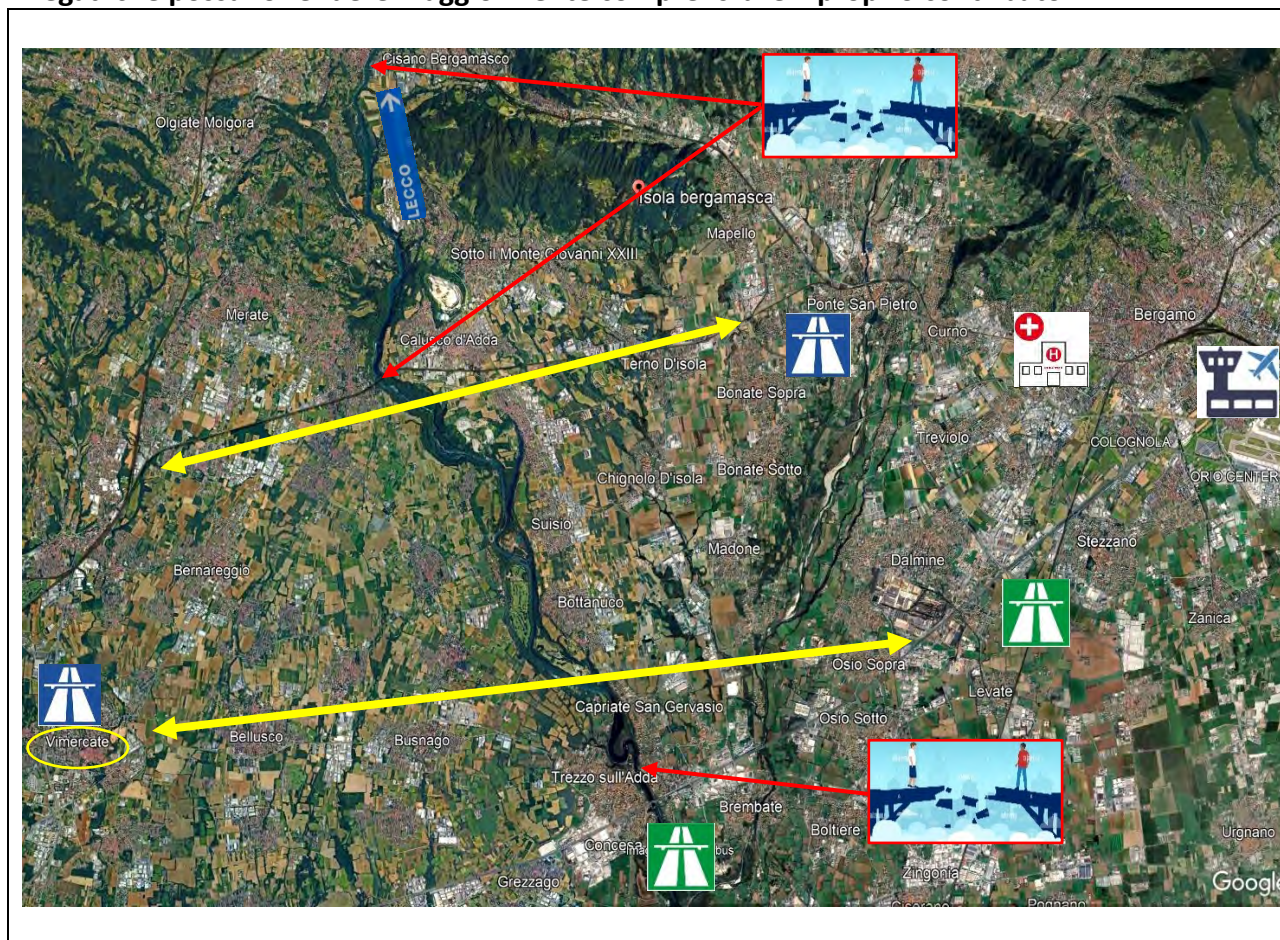 Cisano Bergamasco
Olgiate Molgora
LECCO
Isola bergamasca
Mapello
Sotto il Monte Giovanni XXIII
Merate
Ponte San Pietro
Bergamo
Curno
Calusco d'Adda
Terno D'isola
H
Bonate Sopra
Treviolo
COLOGNOLA
Bonate Sotto
Chignolo D'isola
ORIO CENTER
Suisio
Madone
Stezzano
Dalmine
Bernareggio
Bottanuco
Zanica
Osio Sopra
Levate
Capriate San Gervasio
Osio Sotto
Vimercate
Bellusco
Busnago
Trezzo sull'Adda
Brembate
Boltiere
Urgnano
Concesa
Zingonia
Grezzago
Google